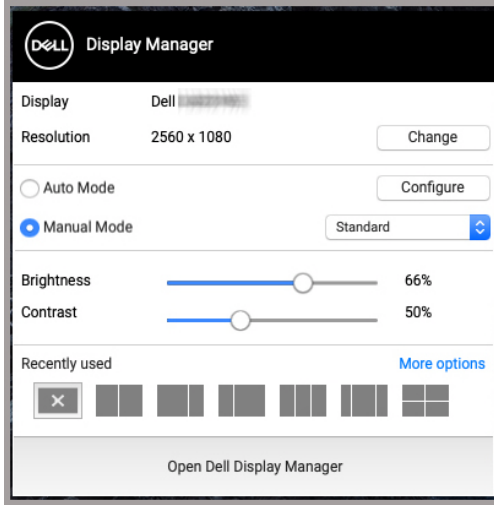 DELL Display Manager
Display Dell
Resolution 2560 x 1080 Change
Auto Mode Configure
Manual Mode Standard
Brightness 66%
Contrast 50%
Recently used More options
Open Dell Display Manager